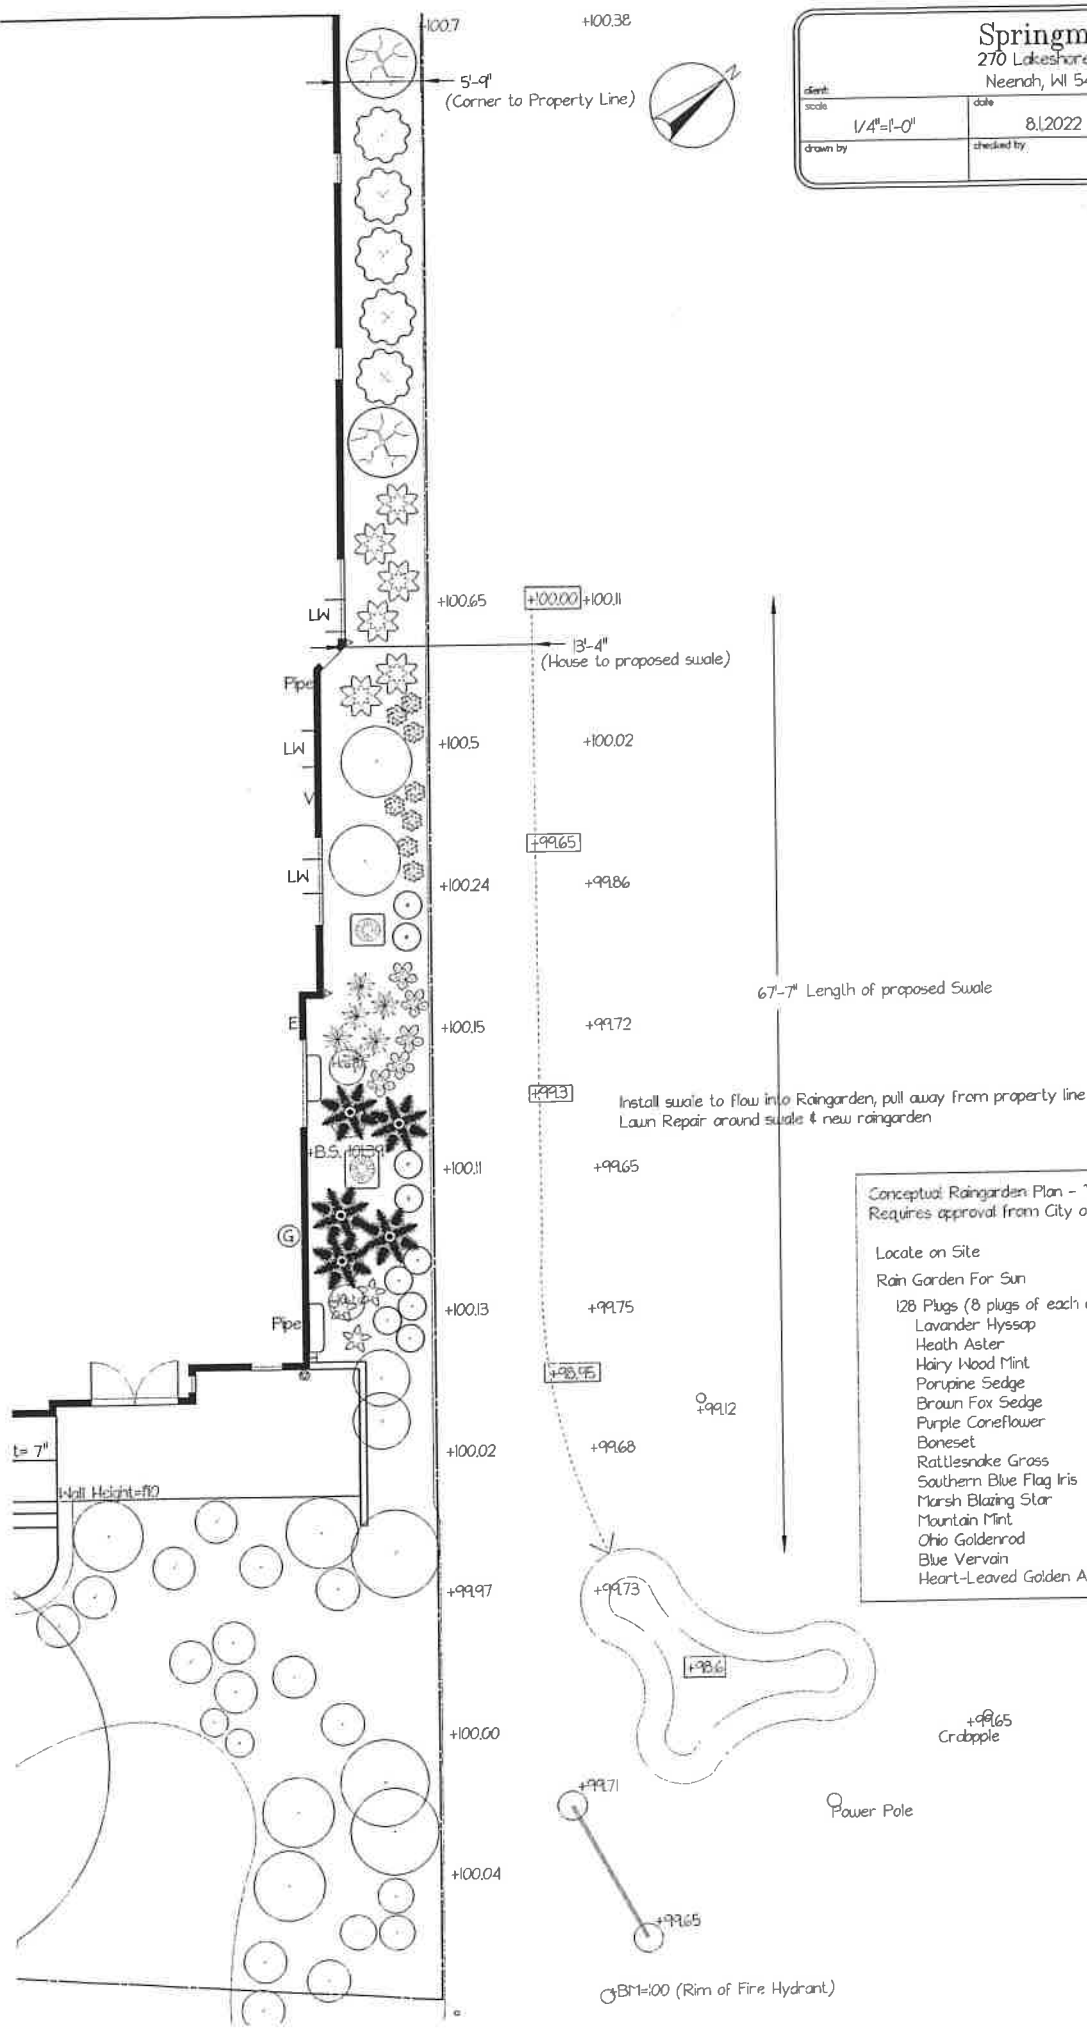 +100.7
+100.38
5'-9"
(Corner to Property Line)
N
Springm
270 Lakeshore
Neenah, WI 54
client:
scale
1/4"=1'-0"
date
8.1.2022
drawn by
checked by
+100.65
+100.00
+100.11
LM
13'-4"
(House to proposed swale)
Pipe
LM
+100.5
+100.02
V
+99.65
LM
+100.24
+99.86
67'-7" Length of proposed Swale
E
+100.15
+99.72
+99.3
Install swale to flow into Raingarden, pull away from property line
Lawn Repair around swale & new raingarden
+B.S. 101.39
+100.11
+99.65
Conceptual Raingarden Plan -
Requires approval from City o
Locate on Site
Rain Garden For Sun
128 Plugs (8 plugs of each
Lavander Hyssop
Heath Aster
Hairy Wood Mint
Porupine Sedge
Brown Fox Sedge
Purple Coneflower
Boneset
Rattlesnake Grass
Southern Blue Flag Iris
Marsh Blazing Star
Mountain Mint
Ohio Goldenrod
Blue Vervain
Heart-Leaved Golden A
G
Pipe
+100.13
+99.75
+98.95
+99.12
t= 7"
+100.02
+99.68
Wall Height=
+99.97
+99.73
+98.6
+100.00
+99.65
Crabpple
+99.71
Power Pole
+100.04
+99.65
+BM=100 (Rim of Fire Hydrant)